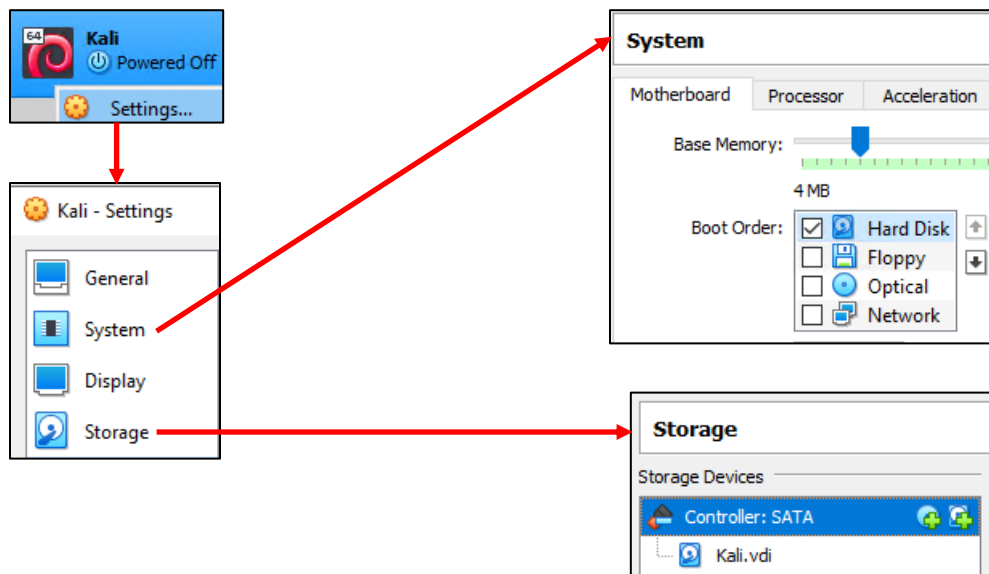 64
Kali
Powered Off
Settings...
Kali - Settings
General
System
Display
Storage
System
Motherboard Processor Acceleration
Base Memory:
4 MB
Boot Order:
Hard Disk
Floppy
Optical
Network
Storage
Storage Devices
Controller: SATA
Kali.vdi